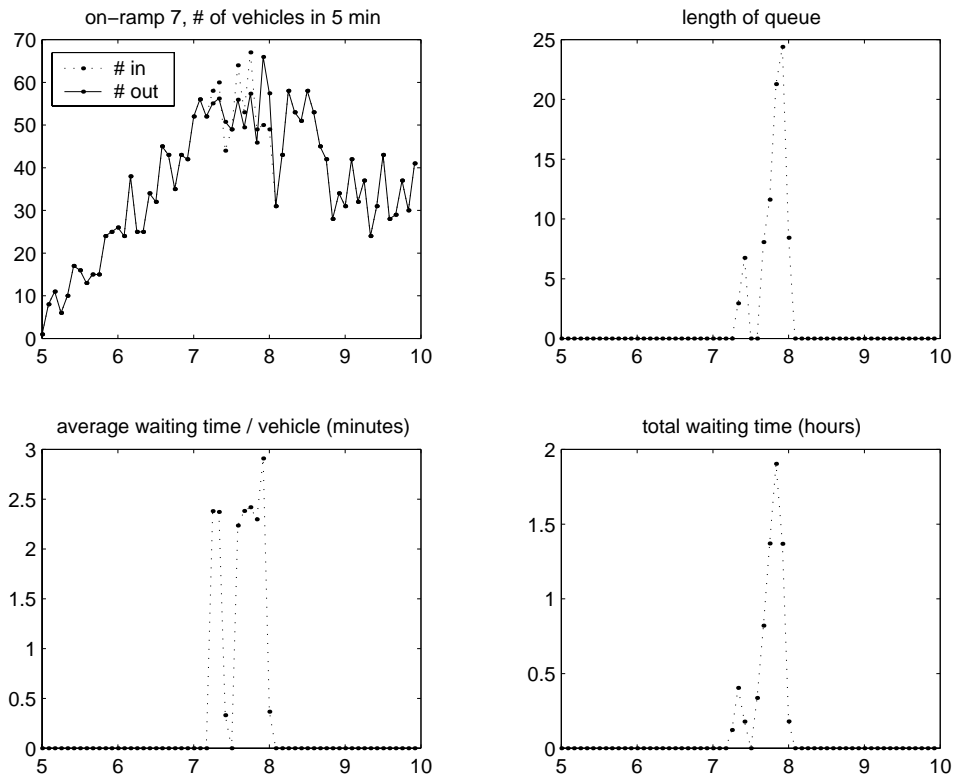 on−ramp 7, # of vehicles in 5 min
70
60
50
40
30
20
10
0
# in
# out
5 6 7 8 9 10
length of queue
25
20
15
10
5
0
5 6 7 8 9 10
average waiting time / vehicle (minutes)
3
2.5
2
1.5
1
0.5
0
5 6 7 8 9 10
total waiting time (hours)
2
1.5
1
0.5
0
5 6 7 8 9 10